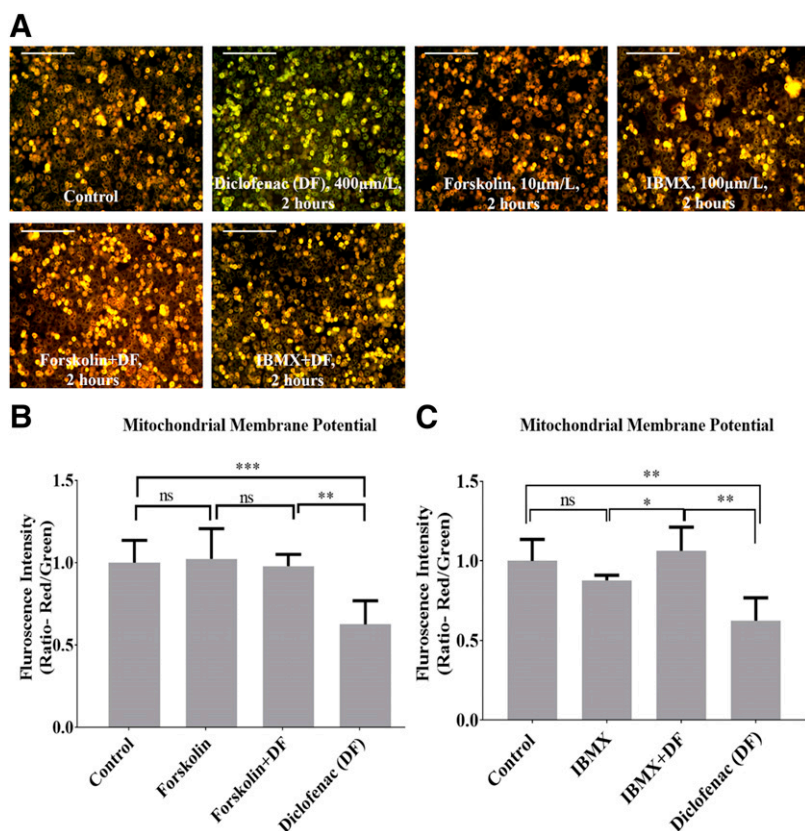 A
Control
Diclofenac (DF), 400µm/L,
2 hours
Forskolin, 10µm/L,
2 hours
IBMX, 100µm/L,
2 hours
Forskolin+DF,
2 hours
IBMX+DF,
2 hours
B
Mitochondrial Membrane Potential
Fluroscence Intensity
(Ratio- Red/Green)
1.5
1.0
0.5
0.0
***
ns
ns
**
Control
Forskolin
Forskolin+DF
Diclofenac (DF)
C
Mitochondrial Membrane Potential
Fluroscence Intensity
(Ratio- Red/Green)
1.5
1.0
0.5
0.0
**
ns
*
**
Control
IBMX
IBMX+DF
Diclofenac (DF)